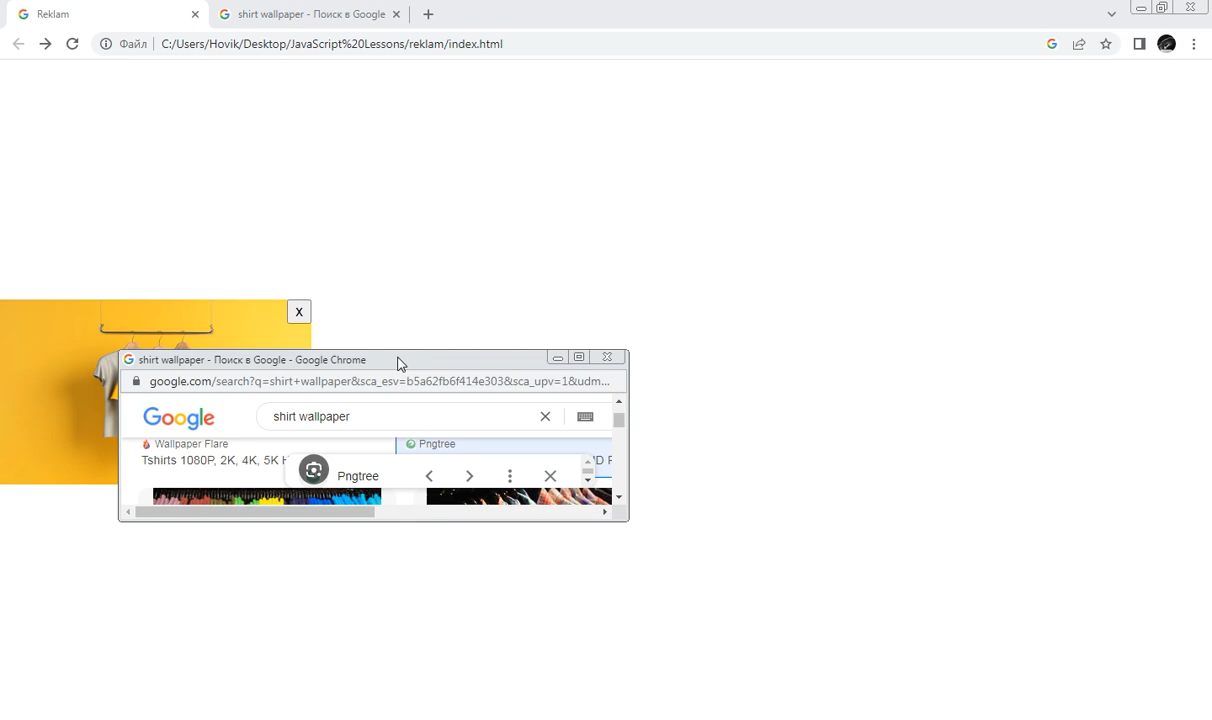 Reklam
shirt wallpaper - Поиск в Google
Файл
C:/Users/Hovik/Desktop/JavaScript%20Lessons/reklam/index.html
X
shirt wallpaper - Поиск в Google - Google Chrome
google.com/search?q=shirt+wallpaper&sca_esv=b5a62fb6f414e303&sca_upv=1&udm...
Google
shirt wallpaper
Wallpaper Flare
Pngtree
Tshirts 1080P, 2K, 4K, 5K
Pngtree